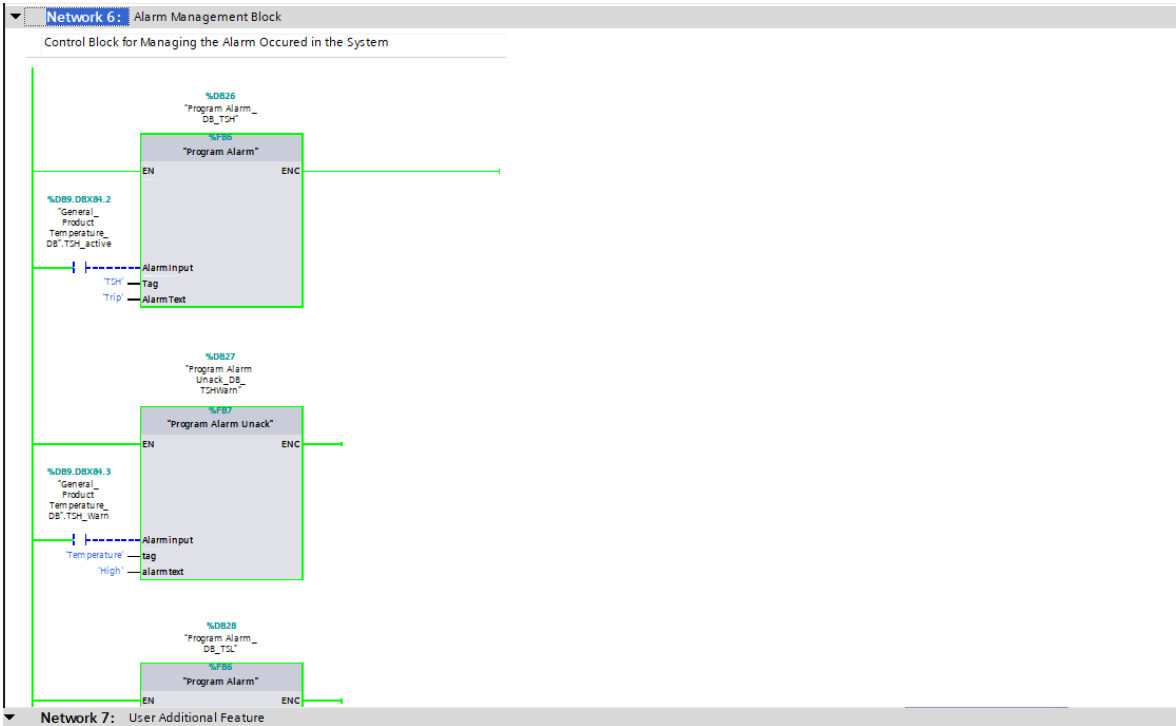 Network 6: Alarm Management Block
Control Block for Managing the Alarm Occured in the System
%DB26
"Program Alarm_
DB_TSH"
%FB6
"Program Alarm"
EN ENO
%DB9.DBX84.2
"General_
Product
Temperature_
DB".TSH_active
AlarmInput
'TSH' Tag
'Trip' AlarmText
%DB27
"Program Alarm
Unack_DB_
TSHWarn"
%FB7
"Program Alarm Unack"
EN ENO
%DB9.DBX84.3
"General_
Product
Temperature_
DB".TSH_Warn
Alarminput
'Temperature' tag
'High' alarmtext
%DB28
"Program Alarm_
DB_TSL"
%FB6
"Program Alarm"
EN ENO
Network 7: User Additional Feature